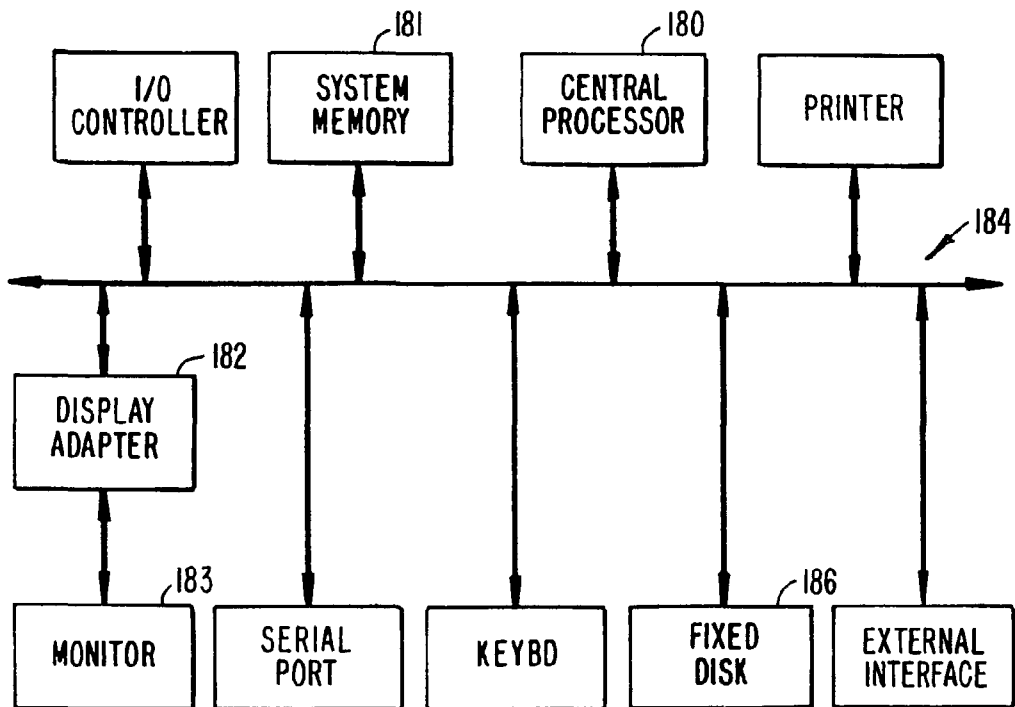 181
180
I/O
CONTROLLER
SYSTEM
MEMORY
CENTRAL
PROCESSOR
PRINTER
184
182
DISPLAY
ADAPTER
183
186
MONITOR
SERIAL
PORT
KEYBD
FIXED
DISK
EXTERNAL
INTERFACE